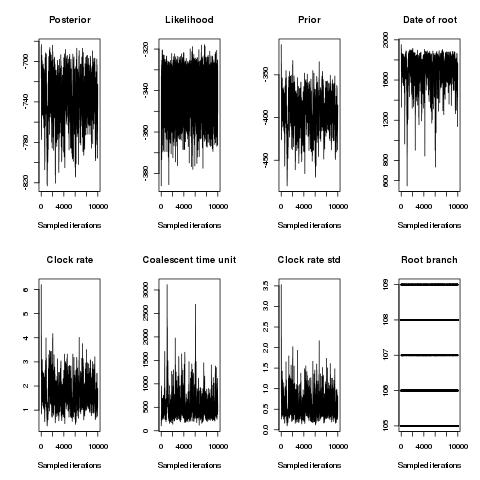 Posterior
-700
-740
-780
-820
0 4000 10000
Sampled iterations
Likelihood
-320
-340
-360
-380
0 4000 10000
Sampled iterations
Prior
-350
-400
-450
0 4000 10000
Sampled iterations
Date of root
2000
1600
1200
800
600
0 4000 10000
Sampled iterations
Clock rate
6
5
4
3
2
1
0 4000 10000
Sampled iterations
Coalescent time unit
3000
2500
2000
1500
1000
500
0
0 4000 10000
Sampled iterations
Clock rate std
3.5
3.0
2.5
2.0
1.5
1.0
0.5
0.0
0 4000 10000
Sampled iterations
Root branch
109
108
107
106
105
0 4000 10000
Sampled iterations